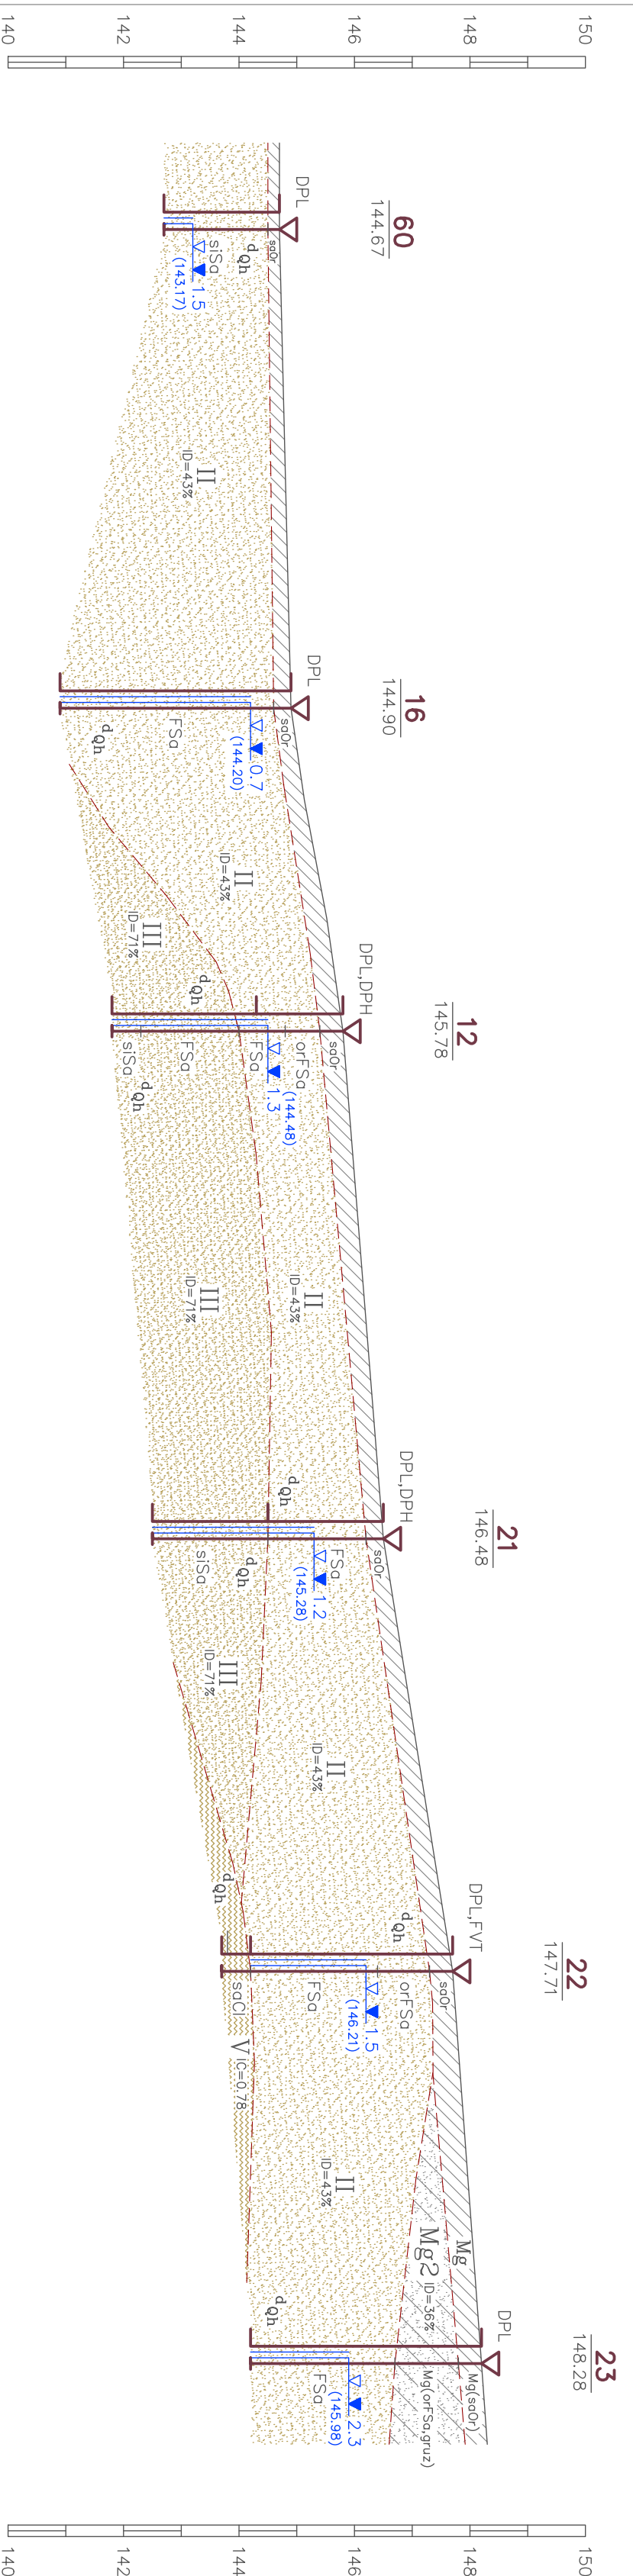 150
148
146
144
142
140
60
144.67
DPL
saOr
dQh
siSa
1.5
(143.17)
II
ID=43%
16
144.90
DPL
saOr
0.7
(144.20)
FSa
dQh
II
ID=43%
III
ID=71%
dQh
12
145.78
DPL,DPH
saOr
orFSa
(144.48)
1.3
FSa
FSa
siSa
dQh
II
ID=43%
III
ID=71%
dQh
21
146.48
DPL,DPH
saOr
FSa
1.2
(145.28)
dQh
siSa
III
ID=71%
II
ID=43%
dQh
dQh
22
147.71
DPL,FVT
saOr
orFSa
1.5
(146.21)
FSa
saCl
V IC=0.78
II
ID=43%
Mg
Mg2 ID=36%
dQh
23
148.28
DPL
Mg(saOr)
Mg(orFSa,gruz)
2.3
(145.98)
FSa
150
148
146
144
142
140